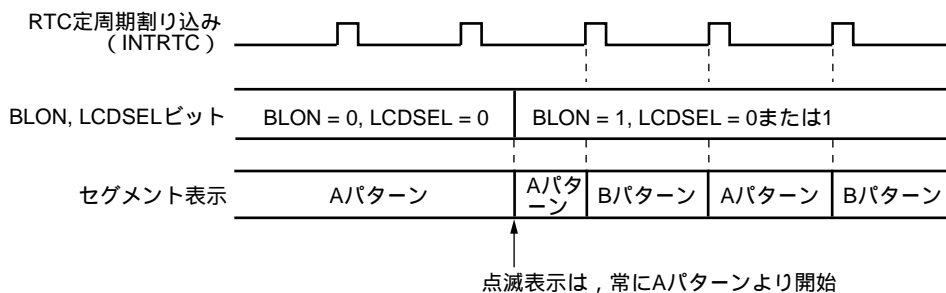 RTC定周期割り込み
（INTRTC）
BLON, LCDSELビット
BLON = 0, LCDSEL = 0
BLON = 1, LCDSEL = 0または1
セグメント表示
Aパターン
Aパタ
ーン
Bパターン
Aパターン
Bパターン
点滅表示は，常にAパターンより開始